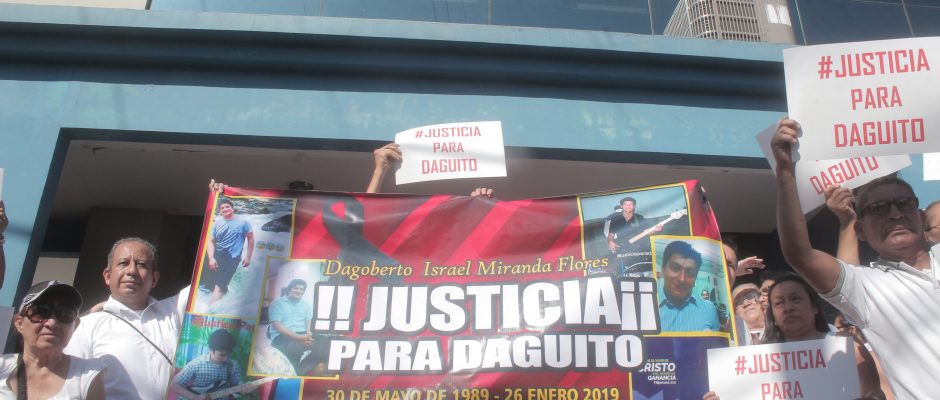 #JUSTICIA
PARA
DAGUITO
#JUSTICIA
PARA
DAGUITO
PARA
Dagoberto Israel Miranda Flores
!!JUSTICIA¡¡
PARA DAGUITO
30 DE MAYO DE 1989 - 26 ENERO 2019
CRISTO
GANANCIA
#JUSTICIA
PARA